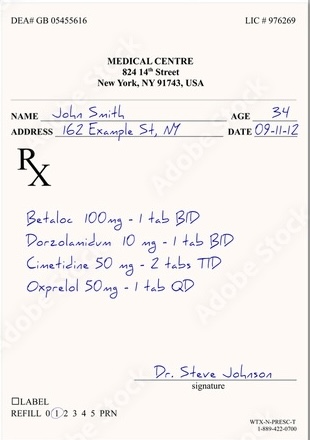 DEA# GB 05455616 LIC # 976269
MEDICAL CENTRE
824 14th Street
New York, NY 91743, USA
NAME John Smith AGE 34
ADDRESS 162 Example St, NY DATE 09-11-12
Rx
Betaloc 100mg - 1 tab BID
Dorzolamidum 10 mg - 1 tab BID
Cimetidine 50 mg - 2 tabs TID
Oxprelol 50mg - 1 tab QD
Dr. Steve Johnson
signature
☐LABEL
REFILL 0 1 2 3 4 5 PRN
WTX-N-PRESC-T
1-889-422-0700
Adobe Stock